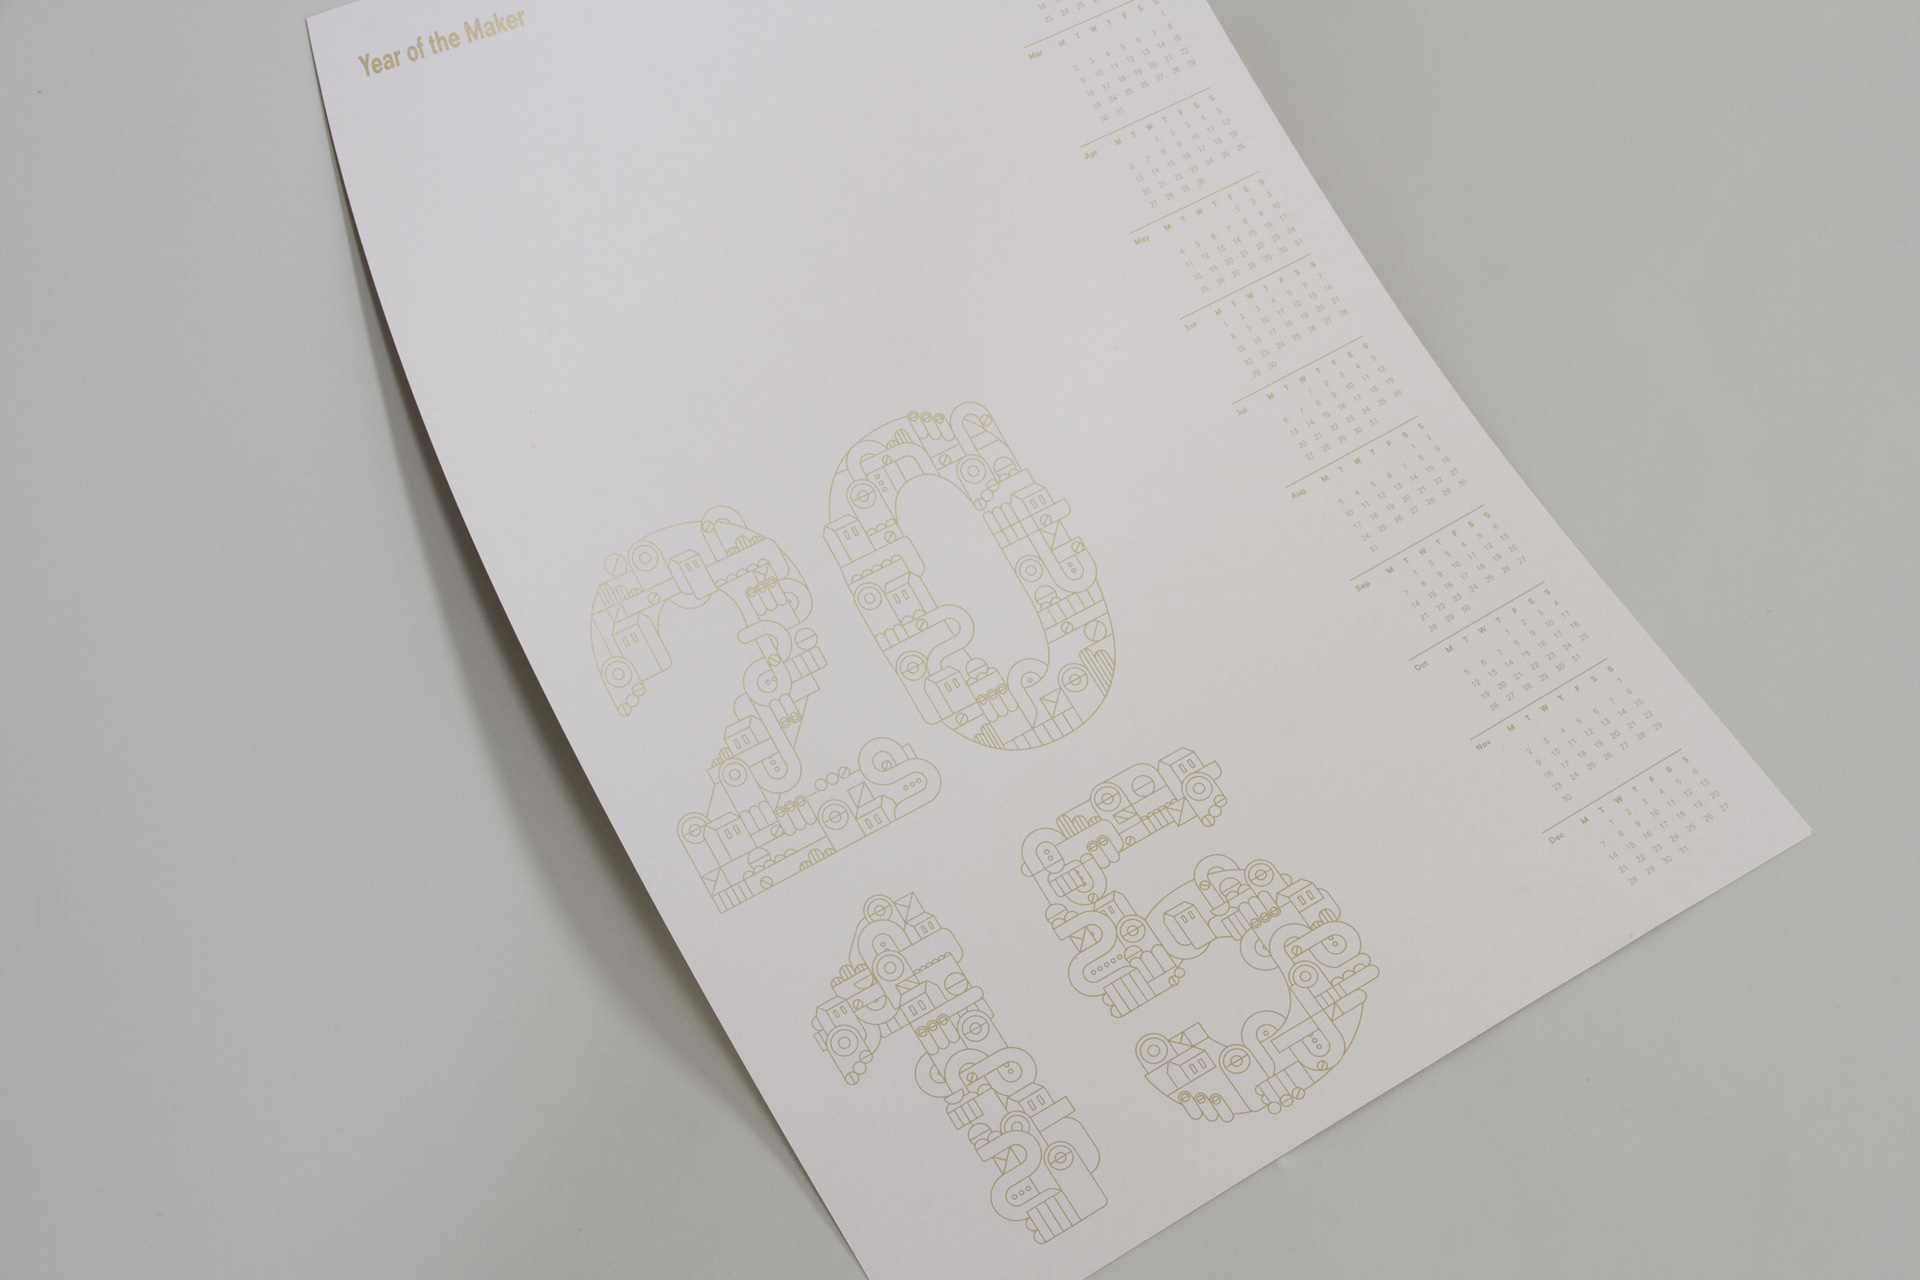 Year of the Maker
23 24 25 26 27 28
Mar M T W T F S S
1
2 3 4 5 6 7 8
9 10 11 12 13 14 15
16 17 18 19 20 21 22
23 24 25 26 27 28 29
30 31
Apr M T W T F S S
1 2 3 4 5
6 7 8 9 10 11 12
13 14 15 16 17 18 19
20 21 22 23 24 25 26
27 28 29 30
May M T W T F S S
1 2 3
4 5 6 7 8 9 10
11 12 13 14 15 16 17
18 19 20 21 22 23 24
25 26 27 28 29 30 31
Jun M T W T F S S
1 2 3 4 5 6 7
8 9 10 11 12 13 14
15 16 17 18 19 20 21
22 23 24 25 26 27 28
29 30
Jul M T W T F S S
1 2 3 4 5
6 7 8 9 10 11 12
13 14 15 16 17 18 19
20 21 22 23 24 25 26
27 28 29 30 31
Aug M T W T F S S
1 2
3 4 5 6 7 8 9
10 11 12 13 14 15 16
17 18 19 20 21 22 23
24 25 26 27 28 29 30
31
Sep M T W T F S S
1 2 3 4 5 6
7 8 9 10 11 12 13
14 15 16 17 18 19 20
21 22 23 24 25 26 27
28 29 30
Oct M T W T F S S
1 2 3 4
5 6 7 8 9 10 11
12 13 14 15 16 17 18
19 20 21 22 23 24 25
26 27 28 29 30 31
Nov M T W T F S S
1
2 3 4 5 6 7 8
9 10 11 12 13 14 15
16 17 18 19 20 21 22
23 24 25 26 27 28 29
30
Dec M T W T F S S
1 2 3 4 5 6
7 8 9 10 11 12 13
14 15 16 17 18 19 20
21 22 23 24 25 26 27
28 29 30 31
20
15